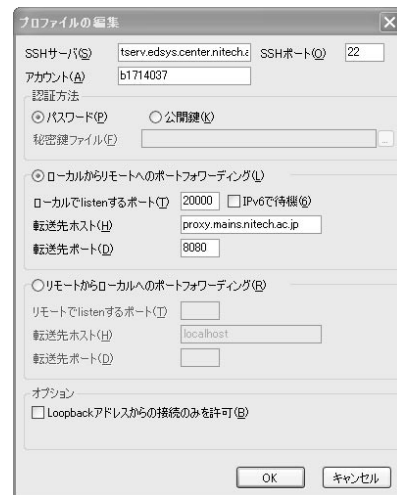 プロファイルの編集
SSHサーバ(S) tserv.edsys.center.nitech.a SSHポート(O) 22
アカウント(A) b1714037
認証方法
パスワード(P) 公開鍵(K)
秘密鍵ファイル(F) ...
ローカルからリモートへのポートフォワーディング(L)
ローカルでlistenするポート(T) 20000 IPv6で待機(6)
転送先ホスト(H) proxy.mains.nitech.ac.jp
転送先ポート(D) 8080
リモートからローカルへのポートフォワーディング(R)
リモートでlistenするポート(T)
転送先ホスト(H) localhost
転送先ポート(D)
オプション
Loopbackアドレスからの接続のみを許可(B)
OK キャンセル